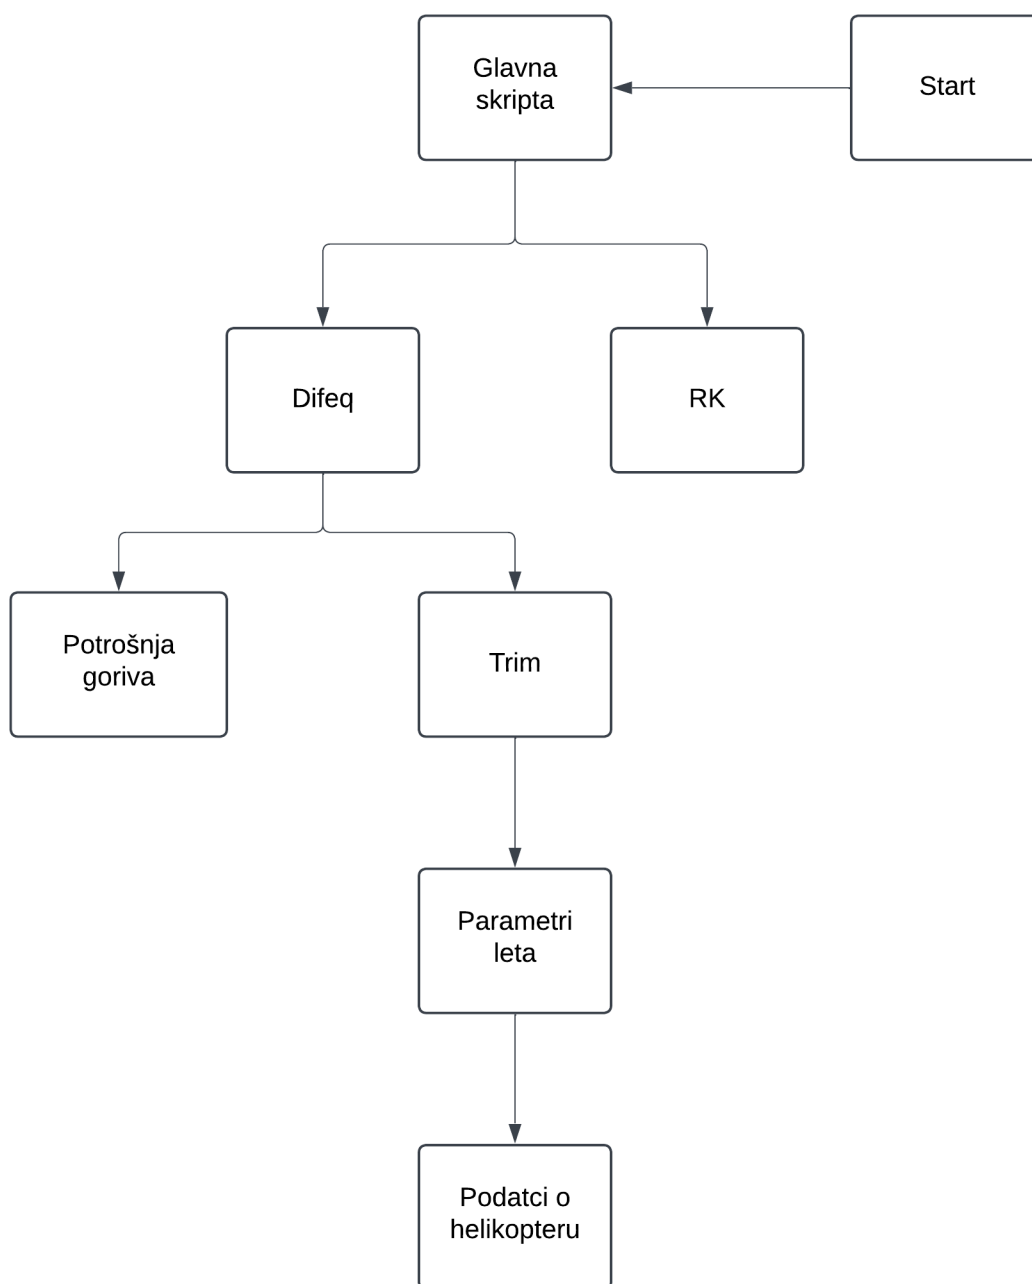 Glavna
skripta
Start
Difeq
RK
Potrošnja
goriva
Trim
Parametri
leta
Podatci o
helikopteru